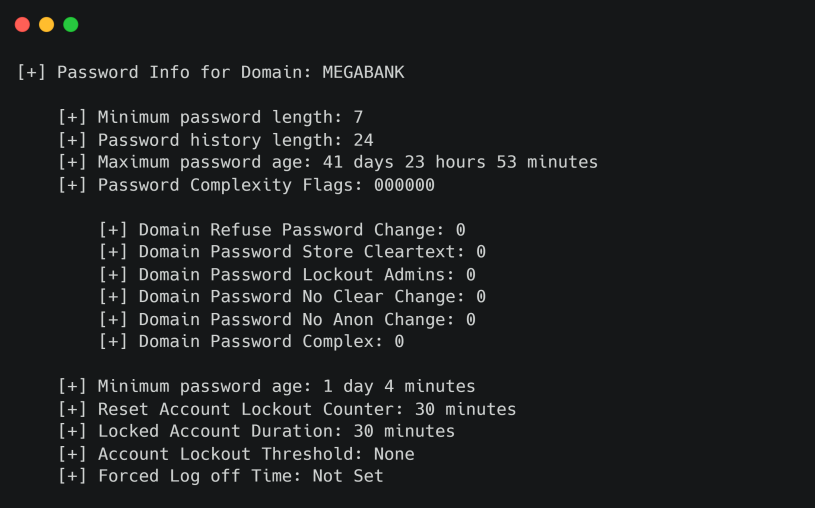 [+] Password Info for Domain: MEGABANK
[+] Minimum password length: 7
[+] Password history length: 24
[+] Maximum password age: 41 days 23 hours 53 minutes
[+] Password Complexity Flags: 000000
[+] Domain Refuse Password Change: 0
[+] Domain Password Store Cleartext: 0
[+] Domain Password Lockout Admins: 0
[+] Domain Password No Clear Change: 0
[+] Domain Password No Anon Change: 0
[+] Domain Password Complex: 0
[+] Minimum password age: 1 day 4 minutes
[+] Reset Account Lockout Counter: 30 minutes
[+] Locked Account Duration: 30 minutes
[+] Account Lockout Threshold: None
[+] Forced Log off Time: Not Set